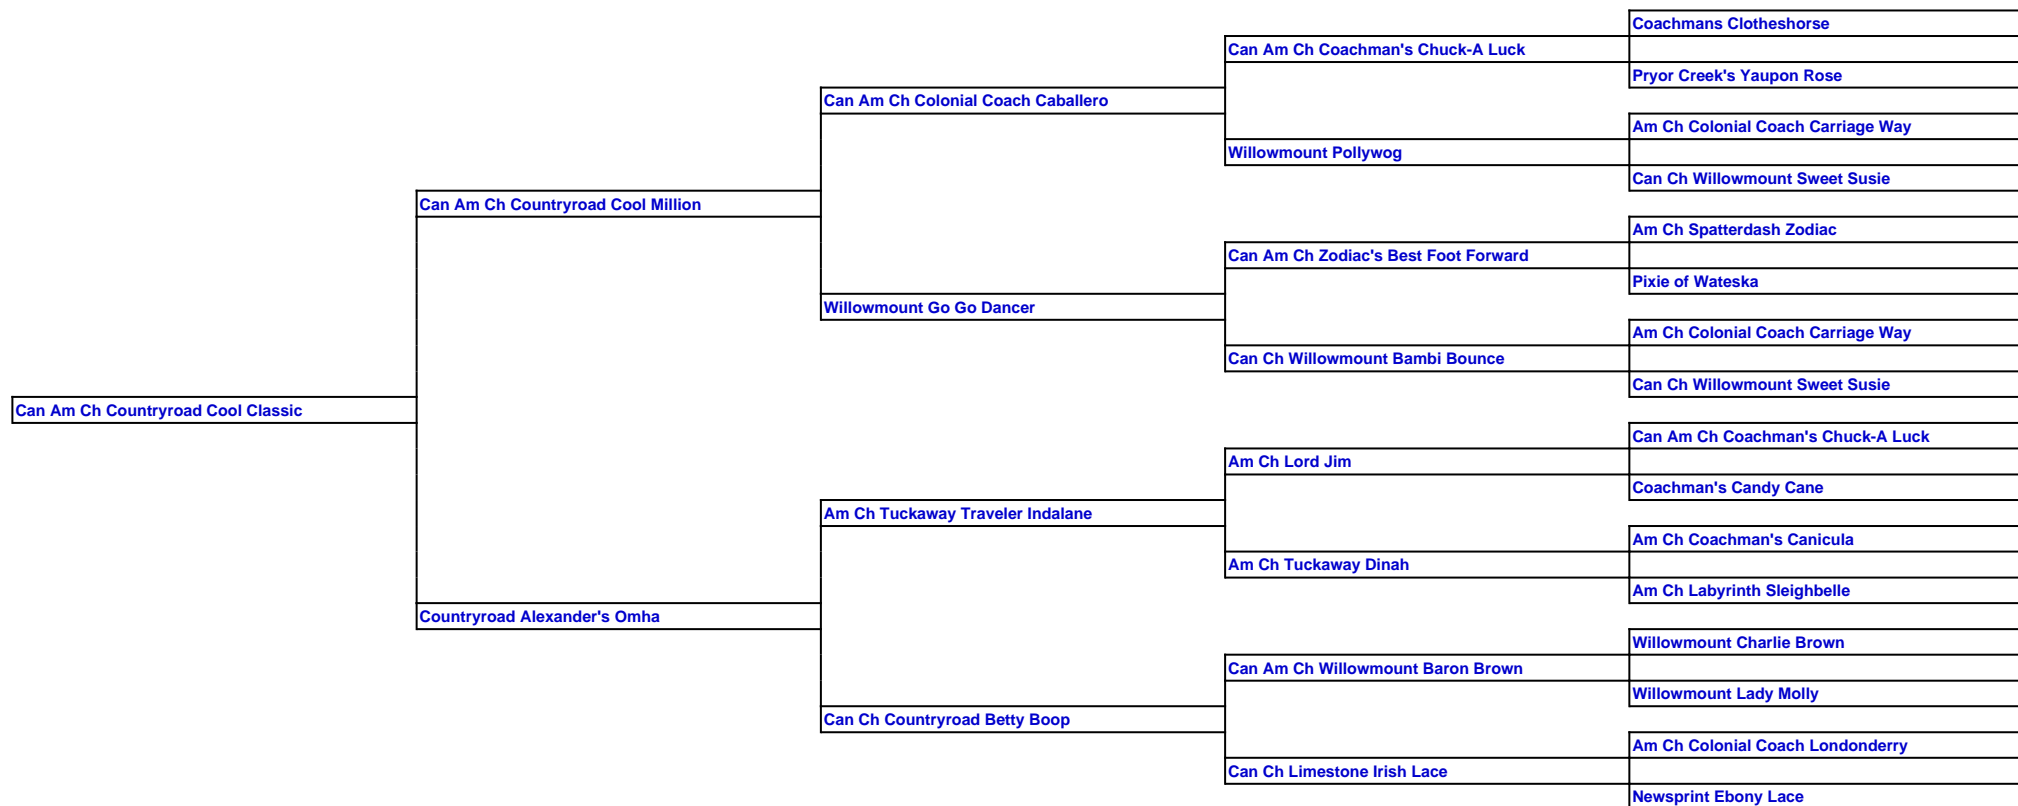 Coachmans Clotheshorse
Can Am Ch Coachman's Chuck-A Luck
Pryor Creek's Yaupon Rose
Can Am Ch Colonial Coach Caballero
Am Ch Colonial Coach Carriage Way
Willowmount Pollywog
Can Ch Willowmount Sweet Susie
Can Am Ch Countryroad Cool Million
Am Ch Spatterdash Zodiac
Can Am Ch Zodiac's Best Foot Forward
Pixie of Wateska
Willowmount Go Go Dancer
Am Ch Colonial Coach Carriage Way
Can Ch Willowmount Bambi Bounce
Can Ch Willowmount Sweet Susie
Can Am Ch Countryroad Cool Classic
Can Am Ch Coachman's Chuck-A Luck
Am Ch Lord Jim
Coachman's Candy Cane
Am Ch Tuckaway Traveler Indalane
Am Ch Coachman's Canicula
Am Ch Tuckaway Dinah
Am Ch Labyrinth Sleighbelle
Countryroad Alexander's Omha
Willowmount Charlie Brown
Can Am Ch Willowmount Baron Brown
Willowmount Lady Molly
Can Ch Countryroad Betty Boop
Am Ch Colonial Coach Londonderry
Can Ch Limestone Irish Lace
Newsprint Ebony Lace